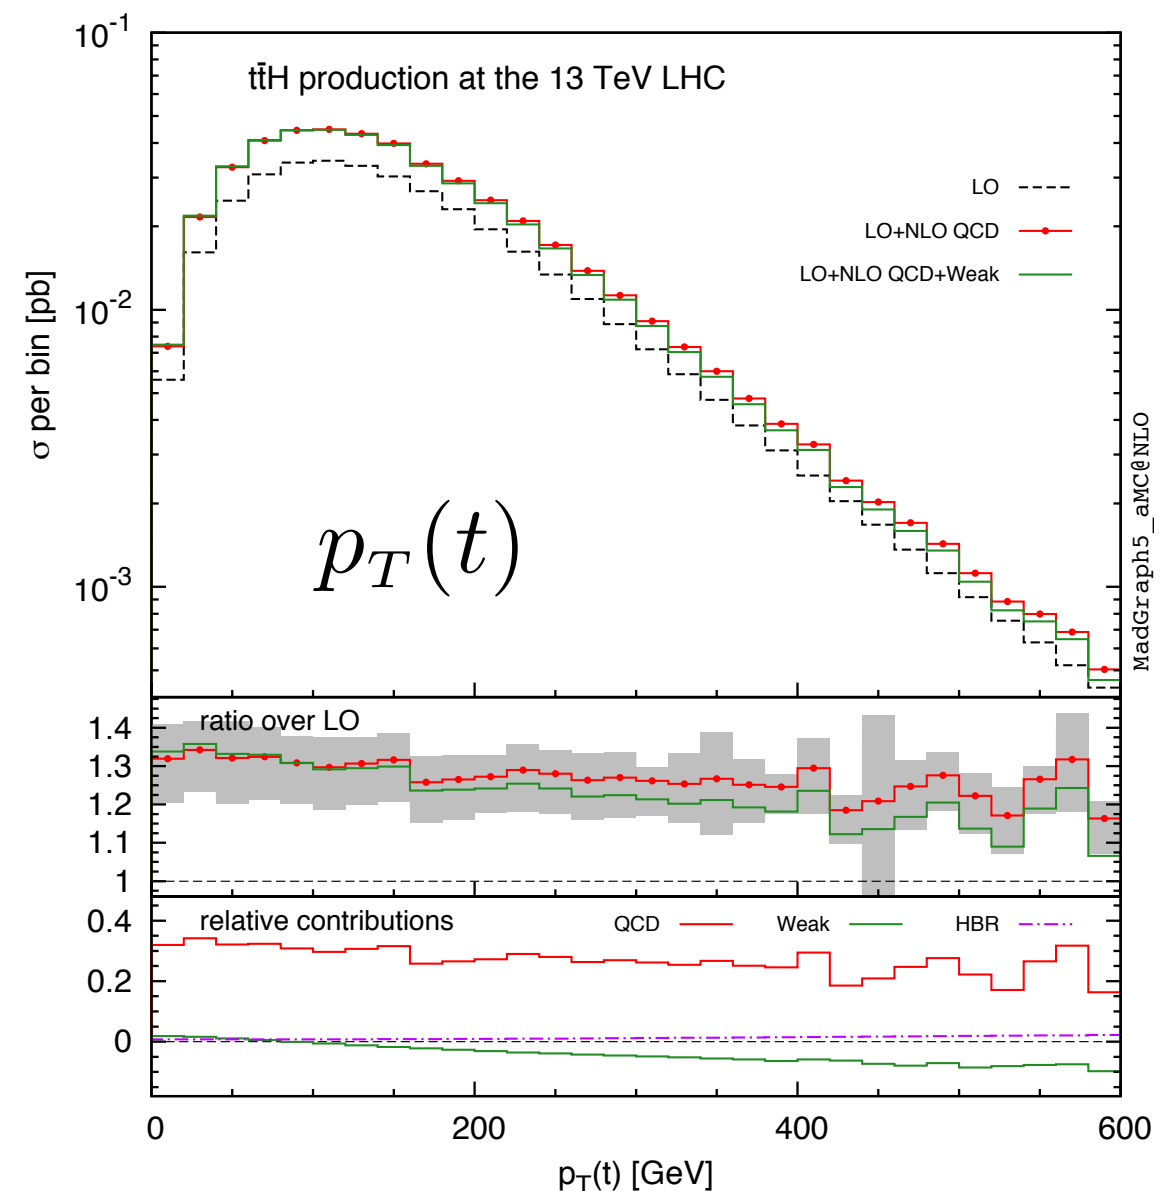 tt̄H production at the 13 TeV LHC
10⁻¹
10⁻²
10⁻³
σ per bin [pb]
LO
LO+NLO QCD
LO+NLO QCD+Weak
p_T(t)
MadGraph5_aMC@NLO
ratio over LO
1.4
1.3
1.2
1.1
1
relative contributions
QCD
Weak
HBR
0.4
0.2
0
0 200 400 600
p_T(t) [GeV]